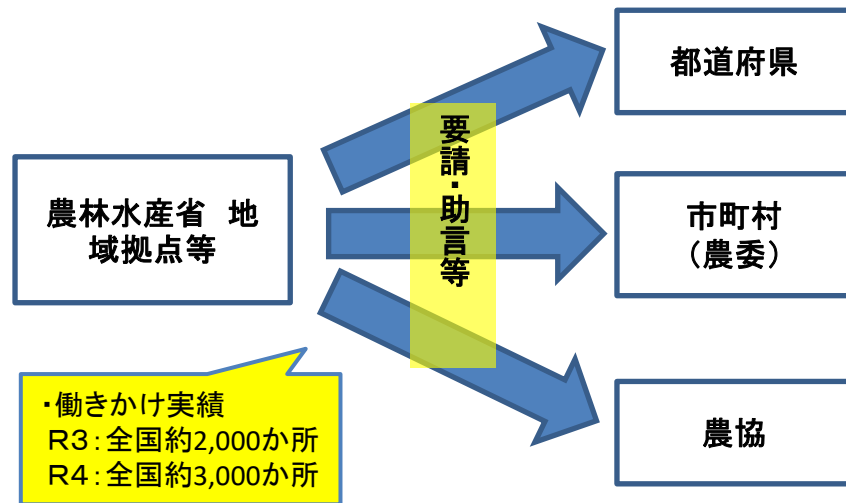 都道府県
要請・助言等
農林水産省 地
域拠点等
市町村
（農委）
・働きかけ実績
R3：全国約2,000か所
R4：全国約3,000か所
農協